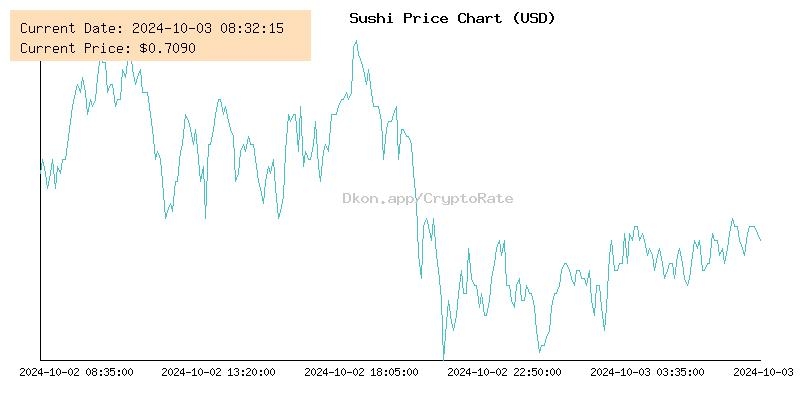 Sushi Price Chart (USD)
Current Date: 2024-10-03 08:32:15
Current Price: $0.7090
Dkon.app/CryptoRate
2024-10-02 08:35:00 2024-10-02 13:20:00 2024-10-02 18:05:00 2024-10-02 22:50:00 2024-10-03 03:35:00 2024-10-03